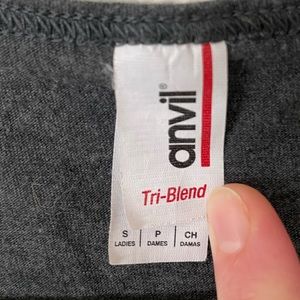 anvil®
Tri-Blend
S P CH
LADIES DAMES DAMAS